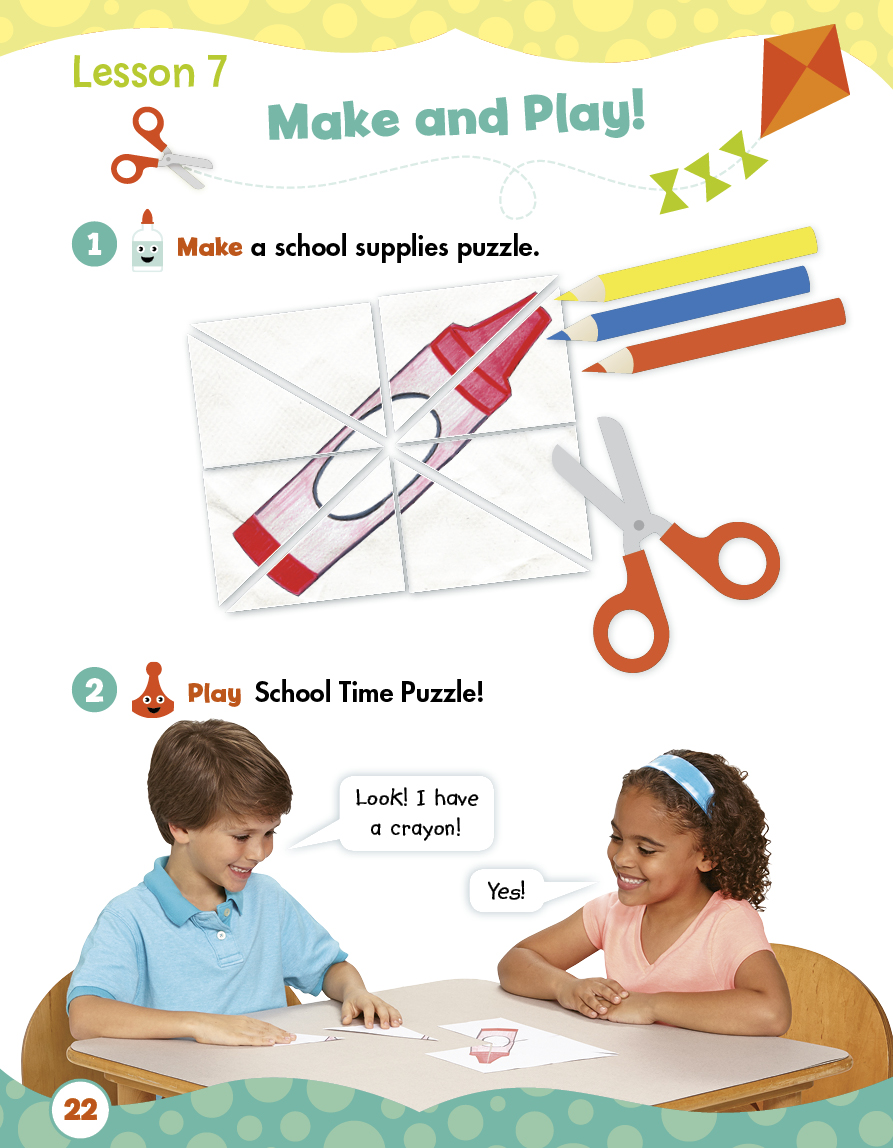 Lesson 7
Make and Play!
1 Make a school supplies puzzle.
2 Play School Time Puzzle!
Look! I have
a crayon!
Yes!
22